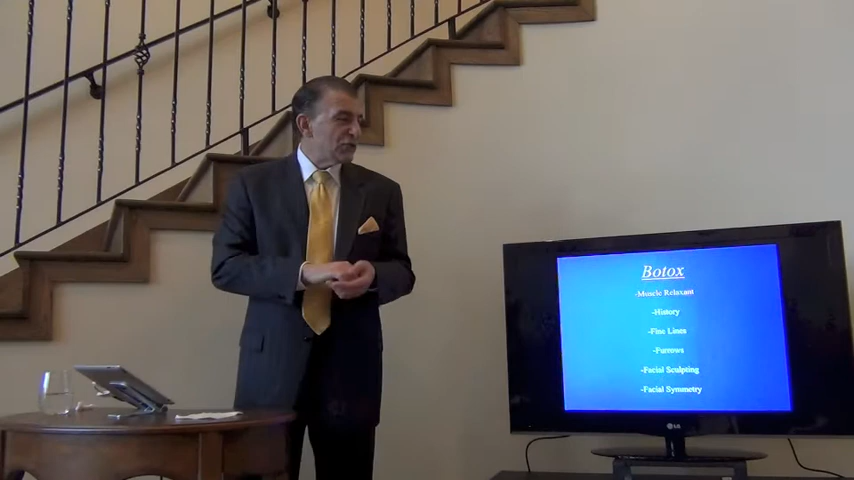 Botox
-Muscle Relaxant
-History
-Fine Lines
-Furrows
-Facial Sculpting
-Facial Symmetry
LG